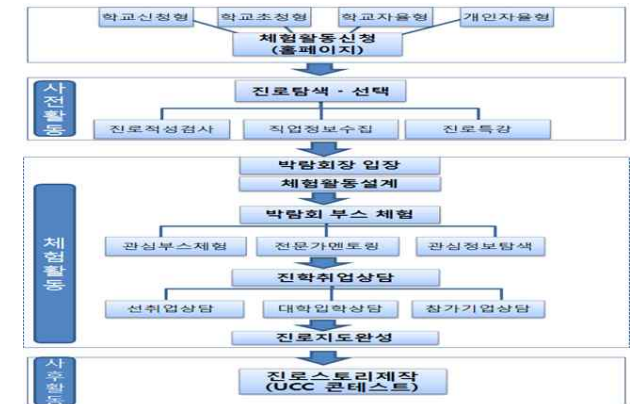 학교신청형 학교초청형 학교자율형 개인자율형
체험활동신청
(홈페이지)
사전활동
진로탐색 - 선택
진로적성검사 직업정보수집 진로특강
박람회장 입장
체험활동설계
체험활동
박람회 부스 체험
관심부스체험 전문가멘토링 관심정보탐색
진학취업상담
선취업상담 대학입학상담 참가기업상담
진로지도완성
사후활동
진로스토리제작
(UCC 콘테스트)